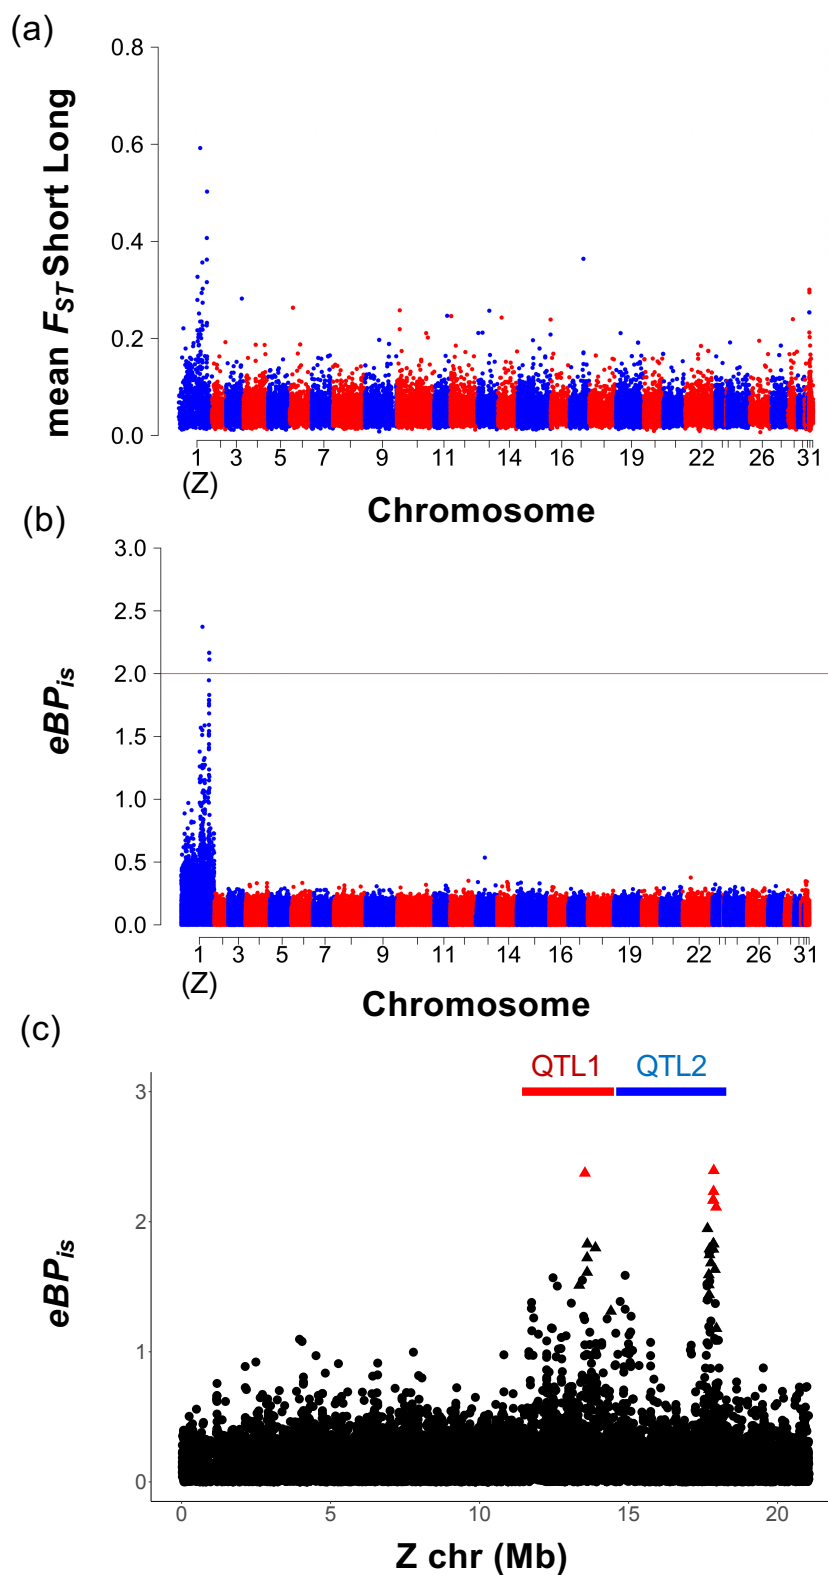 (a)
mean F_ST Short Long
0.8
0.6
0.4
0.2
0.0
1 3 5 7 9 11 14 16 19 22 26 31
(Z)
Chromosome
(b)
eBP_is
3.0
2.5
2.0
1.5
1.0
0.5
0.0
1 3 5 7 9 11 14 16 19 22 26 31
(Z)
Chromosome
(c)
QTL1 QTL2
eBP_is
3
2
1
0
0 5 10 15 20
Z chr (Mb)